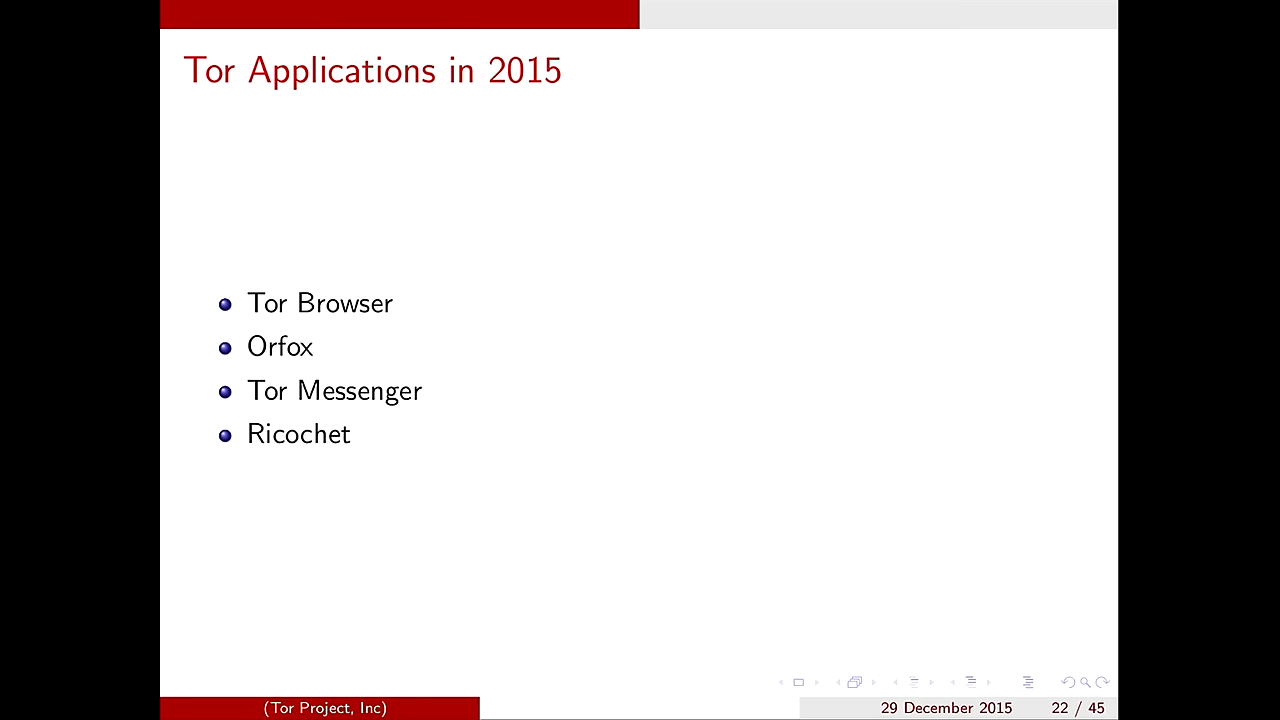 Tor Applications in 2015
Tor Browser
Orfox
Tor Messenger
Ricochet
(Tor Project, Inc)
29 December 2015
22 / 45